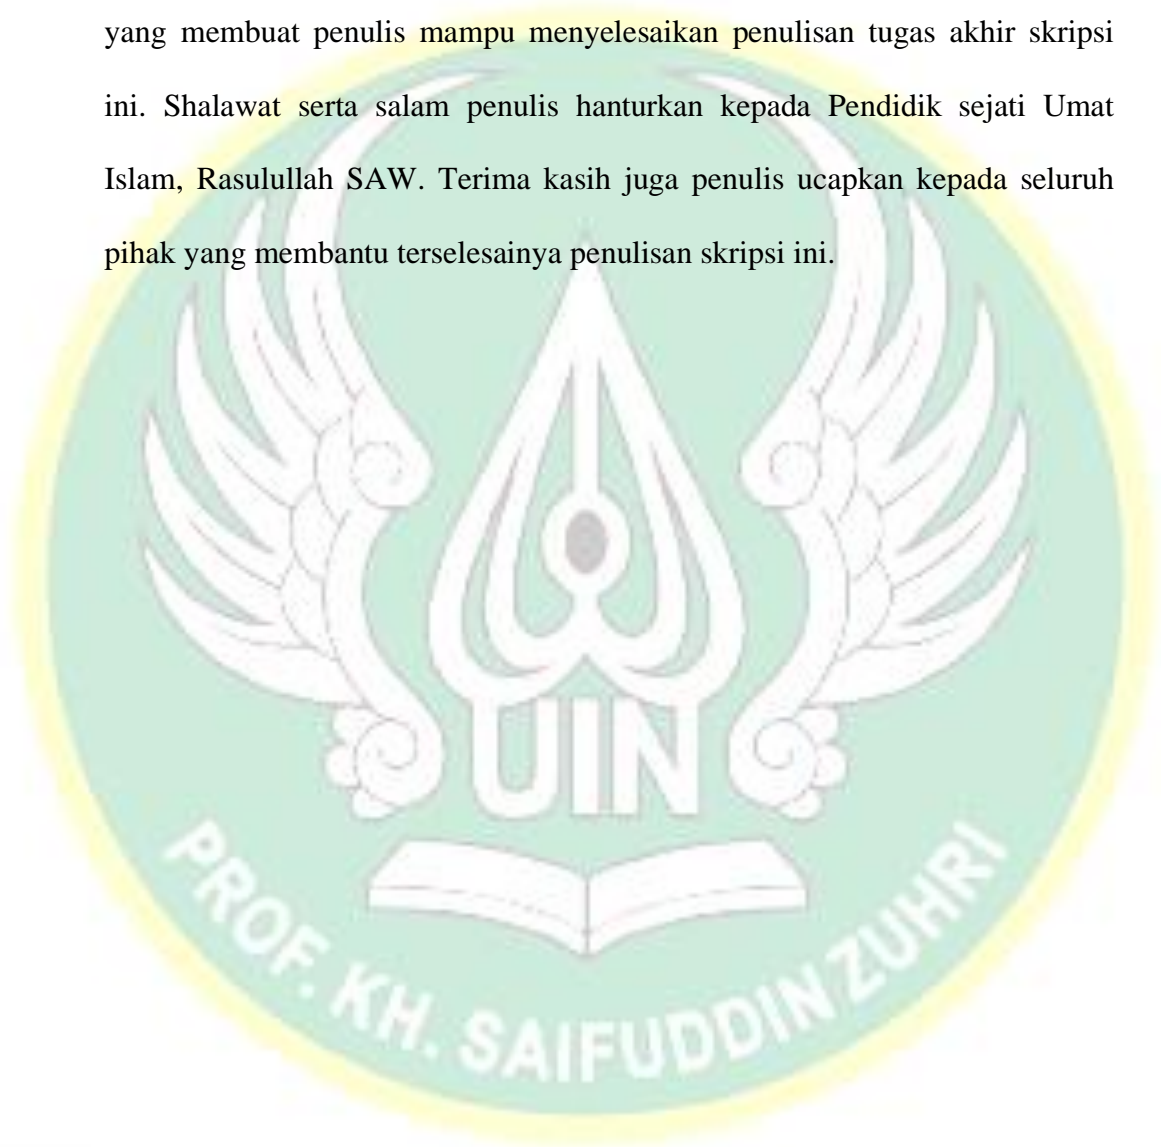 yang membuat penulis mampu menyelesaikan penulisan tugas akhir skripsi
ini. Shalawat serta salam penulis hanturkan kepada Pendidik sejati Umat
Islam, Rasulullah SAW. Terima kasih juga penulis ucapkan kepada seluruh
pihak yang membantu terselesainya penulisan skripsi ini.
UIN
PROF. KH. SAIFUDDIN ZUHRI